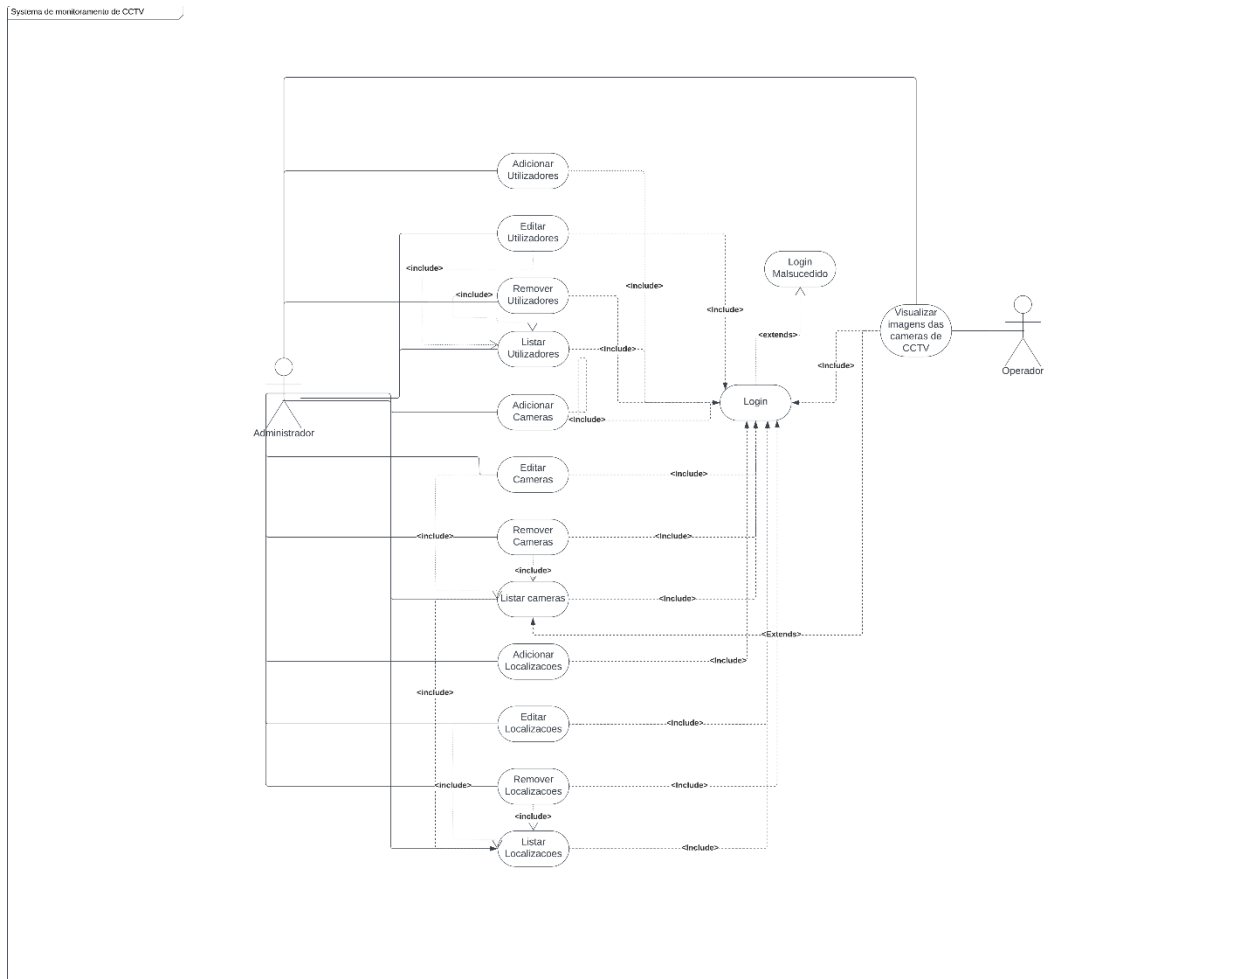 Systema de monitoramento de CCTV
Adicionar
Utilizadores
Editar
Utilizadores
<include>
Login
Malsucedido
<include>
Remover
Utilizadores
<Include>
<Include>
Visualizar
imagens das
cameras de
CCTV
Listar
Utilizadores
<Include>
<extends>
<Include>
Operador
Adicionar
Cameras
<Include>
Login
Administrador
Editar
Cameras
<Include>
<include>
Remover
Cameras
<Include>
<include>
Listar cameras
<Include>
<Extends>
Adicionar
Localizacoes
<Include>
<include>
Editar
Localizacoes
<Include>
<include>
Remover
Localizacoes
<Include>
<include>
Listar
Localizacoes
<Include>